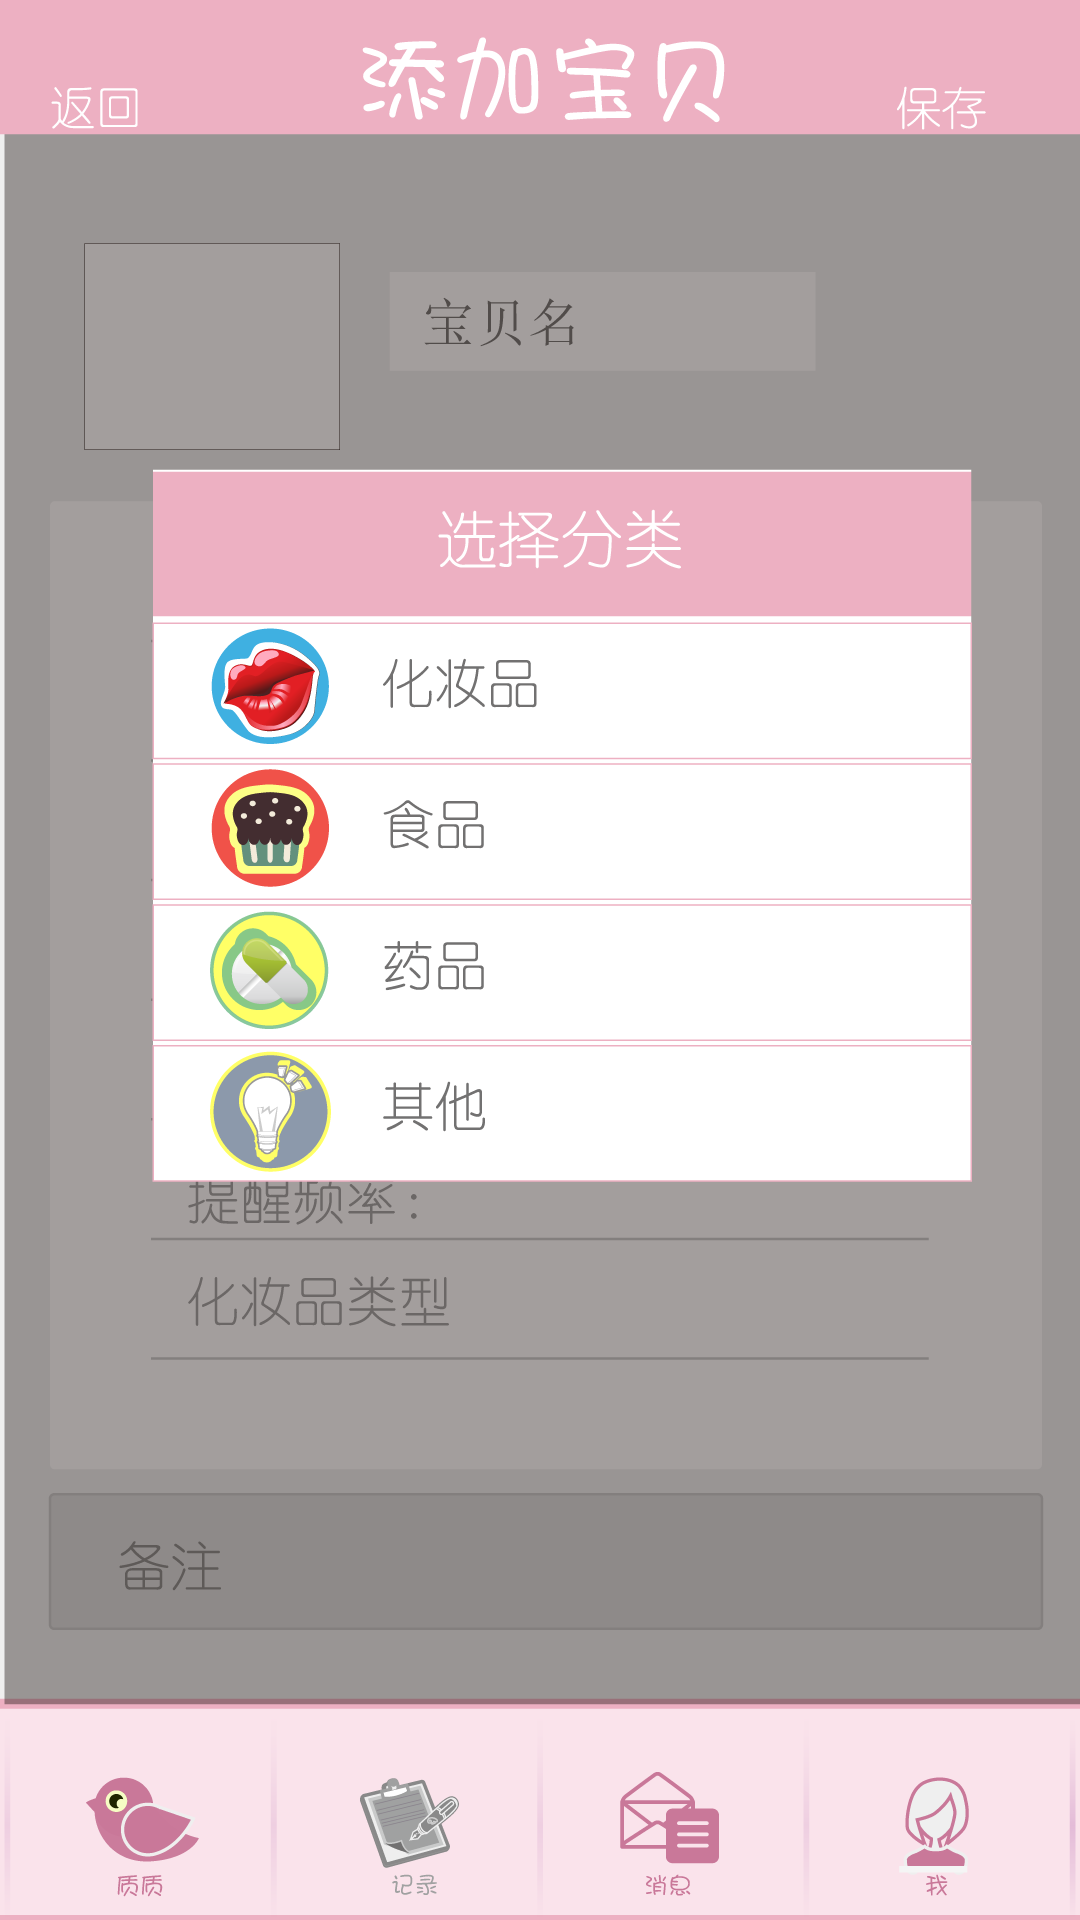 返回 添加宝贝 保存
宝贝名
选择分类
化妆品
食品
药品
其他
提醒频率：
化妆品类型
备注
质质 记录 消息 我